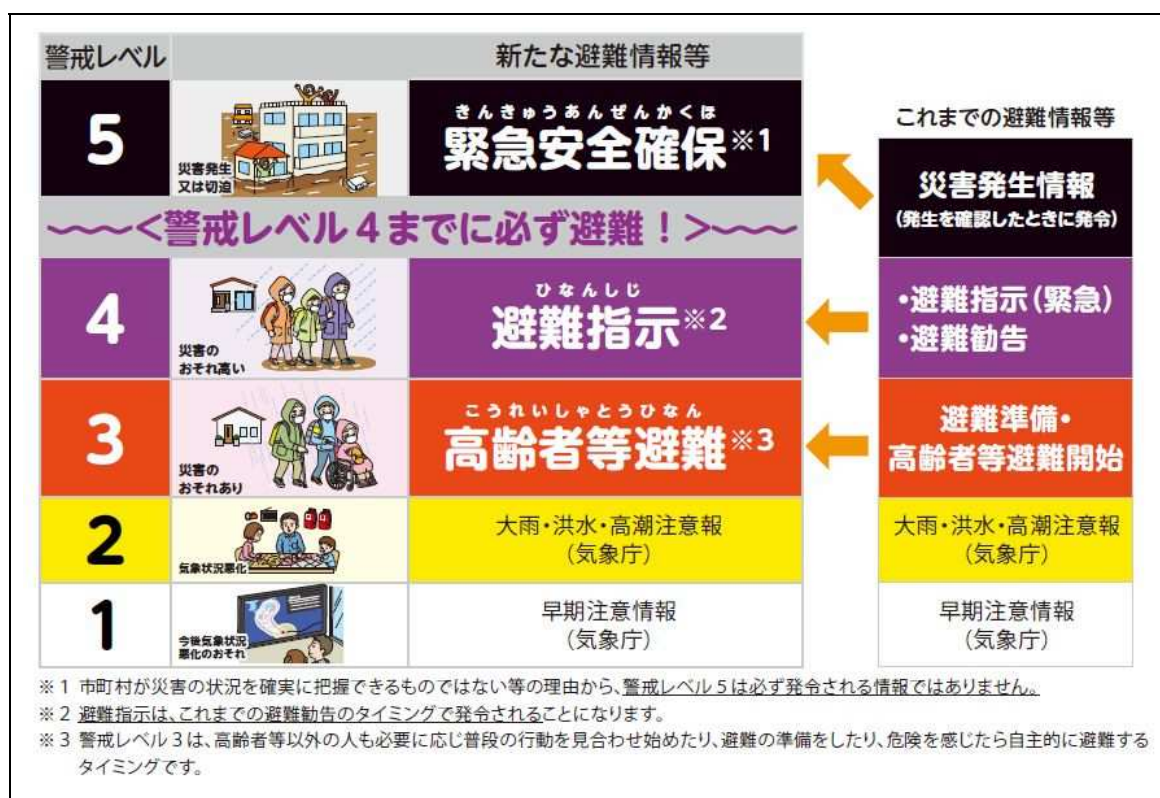 警戒レベル
新たな避難情報等
5
災害発生
又は切迫
きんきゅうあんぜんかくほ
緊急安全確保※1
〜〜〜<警戒レベル4までに必ず避難！>〜〜〜
4
災害の
おそれ高い
ひなんしじ
避難指示※2
3
災害の
おそれあり
こうれいしゃとうひなん
高齢者等避難※3
2
気象状況悪化
大雨・洪水・高潮注意報
(気象庁)
1
今後気象状況
悪化のおそれ
早期注意情報
(気象庁)
これまでの避難情報等
災害発生情報
(発生を確認したときに発令)
・避難指示(緊急)
・避難勧告
避難準備・
高齢者等避難開始
大雨・洪水・高潮注意報
(気象庁)
早期注意情報
(気象庁)
※1 市町村が災害の状況を確実に把握できるものではない等の理由から、警戒レベル5は必ず発令される情報ではありません。
※2 避難指示は、これまでの避難勧告のタイミングで発令されることになります。
※3 警戒レベル3は、高齢者等以外の人も必要に応じ普段の行動を見合わせ始めたり、避難の準備をしたり、危険を感じたら自主的に避難する
タイミングです。